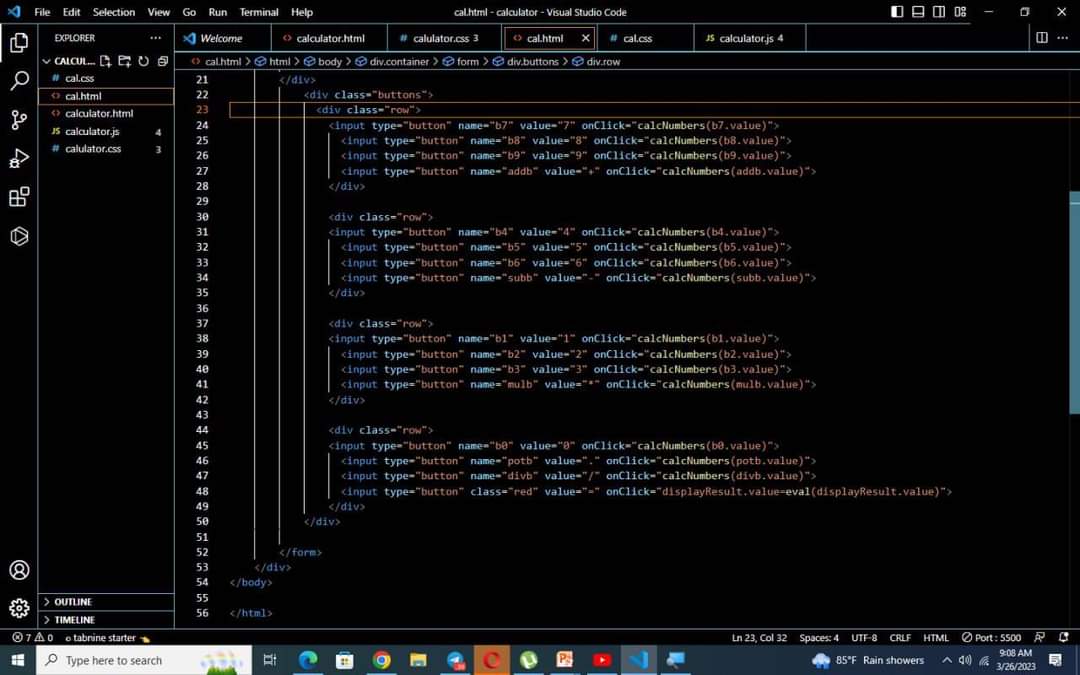 File Edit Selection View Go Run Terminal Help cal.html - calculator - Visual Studio Code
EXPLORER ··· Welcome <> calculator.html # calulator.css 3 <> cal.html × # cal.css JS calculator.js 4 ···
CALCUL... <> cal.html > html > body > div.container > form > div.buttons > div.row
# cal.css
<> cal.html
<> calculator.html
JS calculator.js 4
# calulator.css 3
21 </div>
22 <div class="buttons">
23 <div class="row">
24 <input type="button" name="b7" value="7" onClick="calcNumbers(b7.value)">
25 <input type="button" name="b8" value="8" onClick="calcNumbers(b8.value)">
26 <input type="button" name="b9" value="9" onClick="calcNumbers(b9.value)">
27 <input type="button" name="addb" value="+" onClick="calcNumbers(addb.value)">
28 </div>
29
30 <div class="row">
31 <input type="button" name="b4" value="4" onClick="calcNumbers(b4.value)">
32 <input type="button" name="b5" value="5" onClick="calcNumbers(b5.value)">
33 <input type="button" name="b6" value="6" onClick="calcNumbers(b6.value)">
34 <input type="button" name="subb" value="-" onClick="calcNumbers(subb.value)">
35 </div>
36
37 <div class="row">
38 <input type="button" name="b1" value="1" onClick="calcNumbers(b1.value)">
39 <input type="button" name="b2" value="2" onClick="calcNumbers(b2.value)">
40 <input type="button" name="b3" value="3" onClick="calcNumbers(b3.value)">
41 <input type="button" name="mulb" value="*" onClick="calcNumbers(mulb.value)">
42 </div>
43
44 <div class="row">
45 <input type="button" name="b0" value="0" onClick="calcNumbers(b0.value)">
46 <input type="button" name="potb" value="." onClick="calcNumbers(potb.value)">
47 <input type="button" name="divb" value="/" onClick="calcNumbers(divb.value)">
48 <input type="button" class="red" value="=" onClick="displayResult.value=eval(displayResult.value)">
49 </div>
50 </div>
51
52 </form>
53 </div>
54 </body>
55
56 </html>
> OUTLINE
> TIMELINE
7 0 tabnine starter Ln 23, Col 32 Spaces: 4 UTF-8 CRLF HTML Port : 5500
Type here to search 85°F Rain showers 9:08 AM
3/26/2023